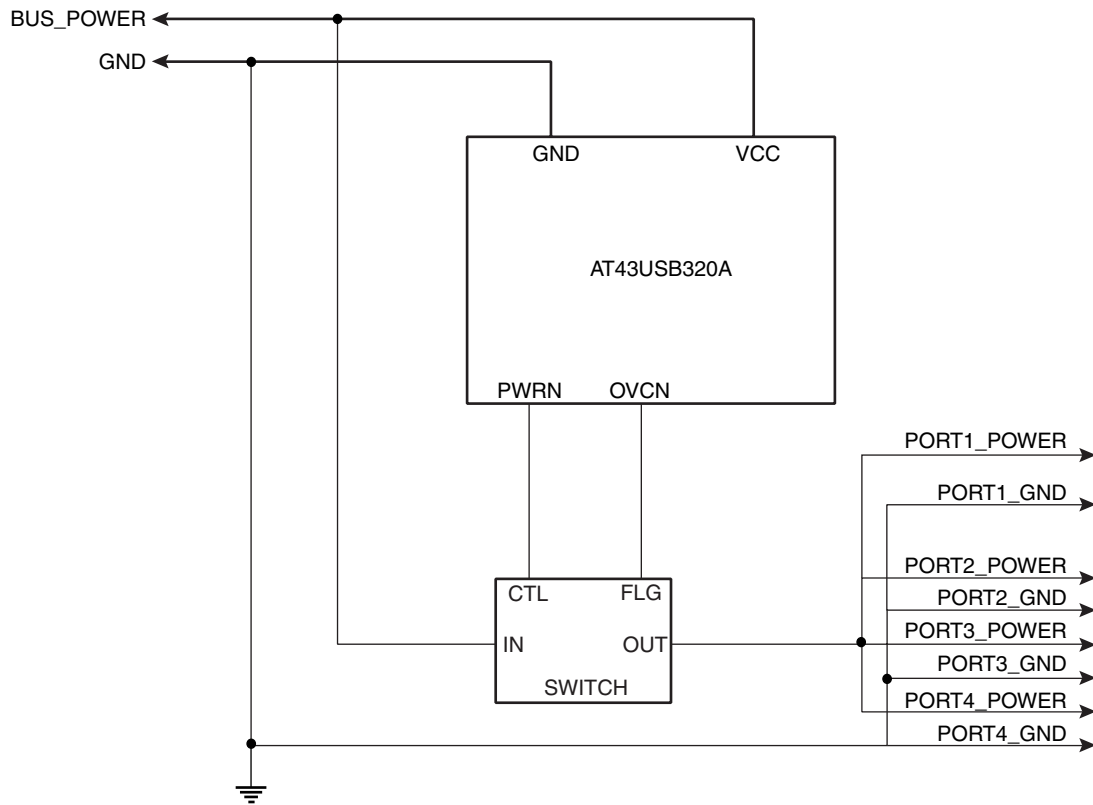 BUS_POWER
GND
GND
VCC
AT43USB320A
PWRN
OVCN
PORT1_POWER
PORT1_GND
PORT2_POWER
PORT2_GND
PORT3_POWER
PORT3_GND
PORT4_POWER
PORT4_GND
CTL
FLG
IN
OUT
SWITCH